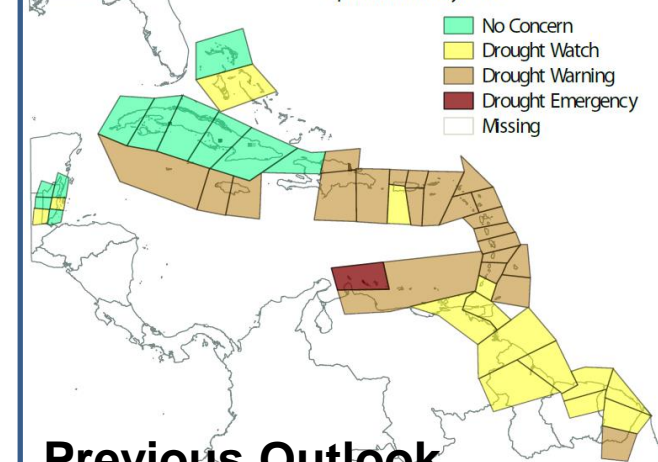 No Concern
Drought Watch
Drought Warning
Drought Emergency
Missing
Previous Outlook